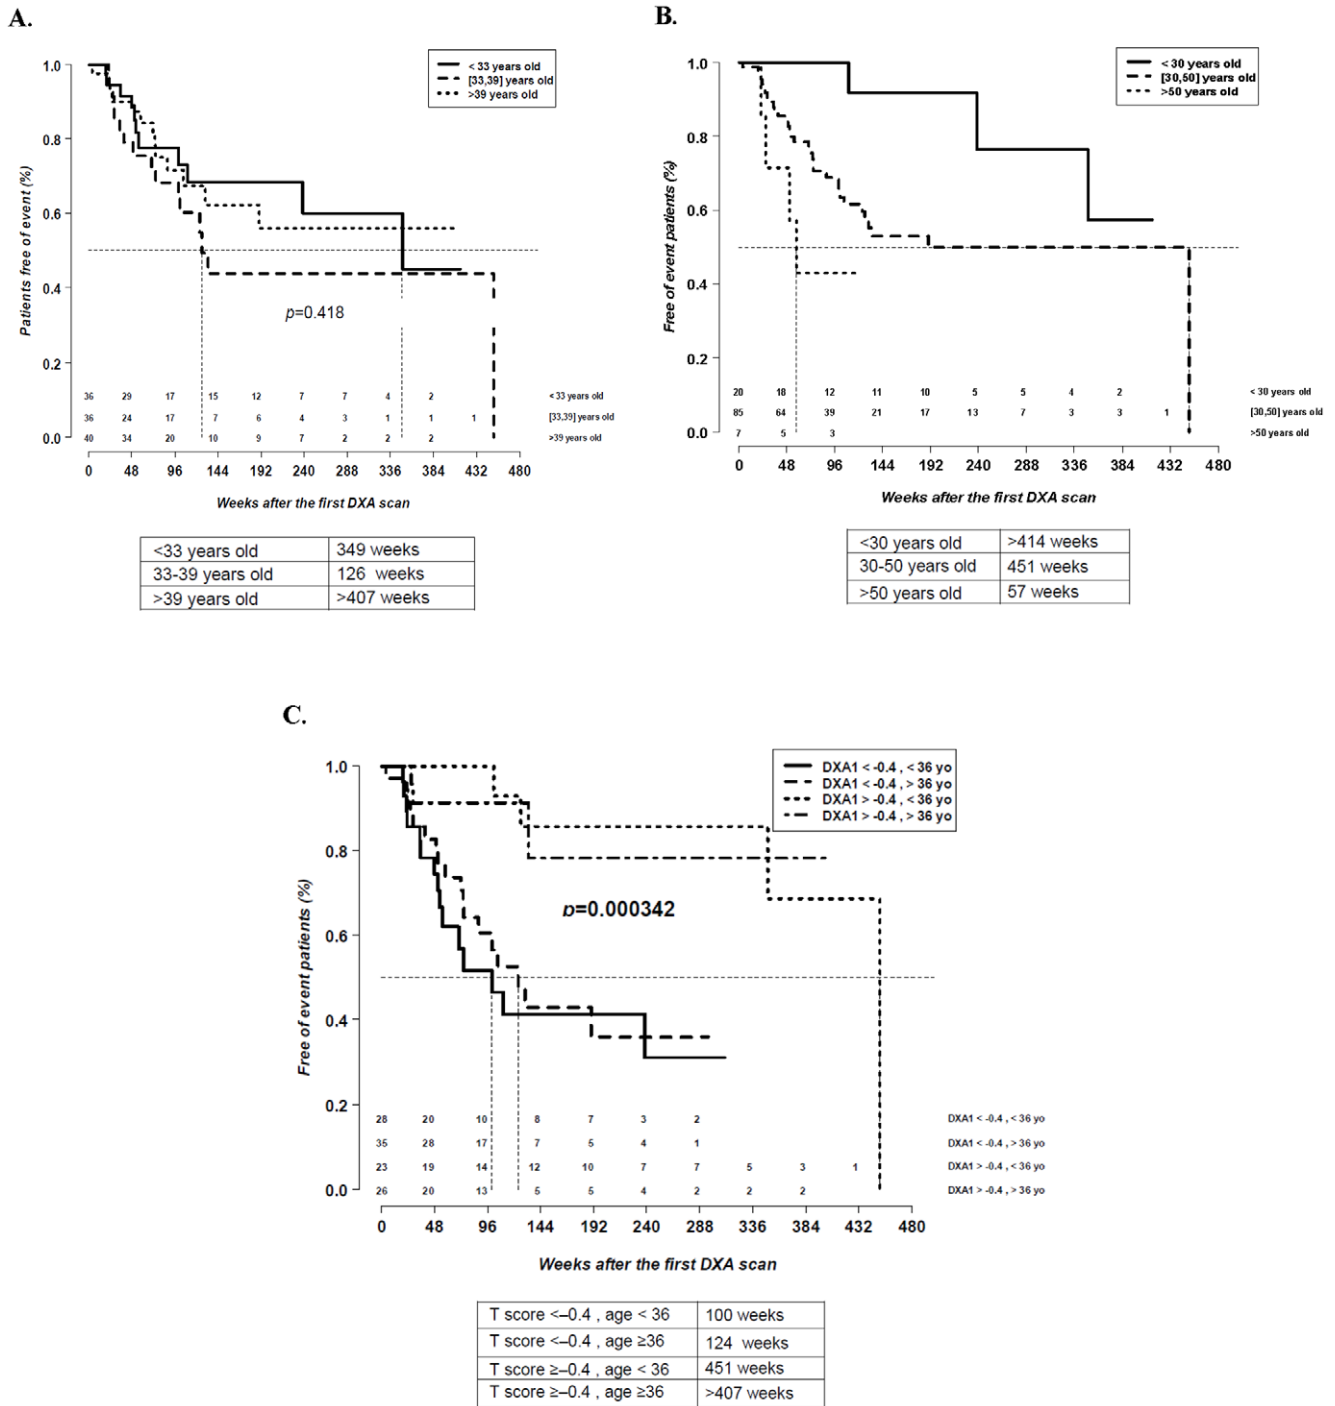 A.
< 33 years old
[33,39] years old
>39 years old
Patients free of event (%)
1.0
0.8
0.6
0.4
0.2
0.0
p=0.418
36 29 17 15 12 7 7 4 2 < 33 years old
36 24 17 7 6 4 3 1 1 1 [33,39] years old
40 34 20 10 9 7 2 2 2 >39 years old
0 48 96 144 192 240 288 336 384 432 480
Weeks after the first DXA scan
<33 years old 349 weeks
33-39 years old 126 weeks
>39 years old >407 weeks
B.
< 30 years old
[30,50] years old
>50 years old
Free of event patients (%)
1.0
0.8
0.6
0.4
0.2
0.0
20 18 12 11 10 5 5 4 2 < 30 years old
85 64 39 21 17 13 7 3 3 1 [30,50] years old
7 5 3 >50 years old
0 48 96 144 192 240 288 336 384 432 480
Weeks after the first DXA scan
<30 years old >414 weeks
30-50 years old 451 weeks
>50 years old 57 weeks
C.
DXA1 < -0.4 , < 36 yo
DXA1 < -0.4 , > 36 yo
DXA1 > -0.4 , < 36 yo
DXA1 > -0.4 , > 36 yo
Free of event patients (%)
1.0
0.8
0.6
0.4
0.2
0.0
p=0.000342
28 20 10 8 7 3 2 DXA1 < -0.4 , < 36 yo
35 28 17 7 5 4 1 DXA1 < -0.4 , > 36 yo
23 19 14 12 10 7 7 5 3 1 DXA1 > -0.4 , < 36 yo
26 20 13 5 5 4 2 2 2 DXA1 > -0.4 , > 36 yo
0 48 96 144 192 240 288 336 384 432 480
Weeks after the first DXA scan
T score <–0.4 , age < 36 100 weeks
T score <–0.4 , age ≥36 124 weeks
T score ≥–0.4 , age < 36 451 weeks
T score ≥–0.4 , age ≥36 >407 weeks